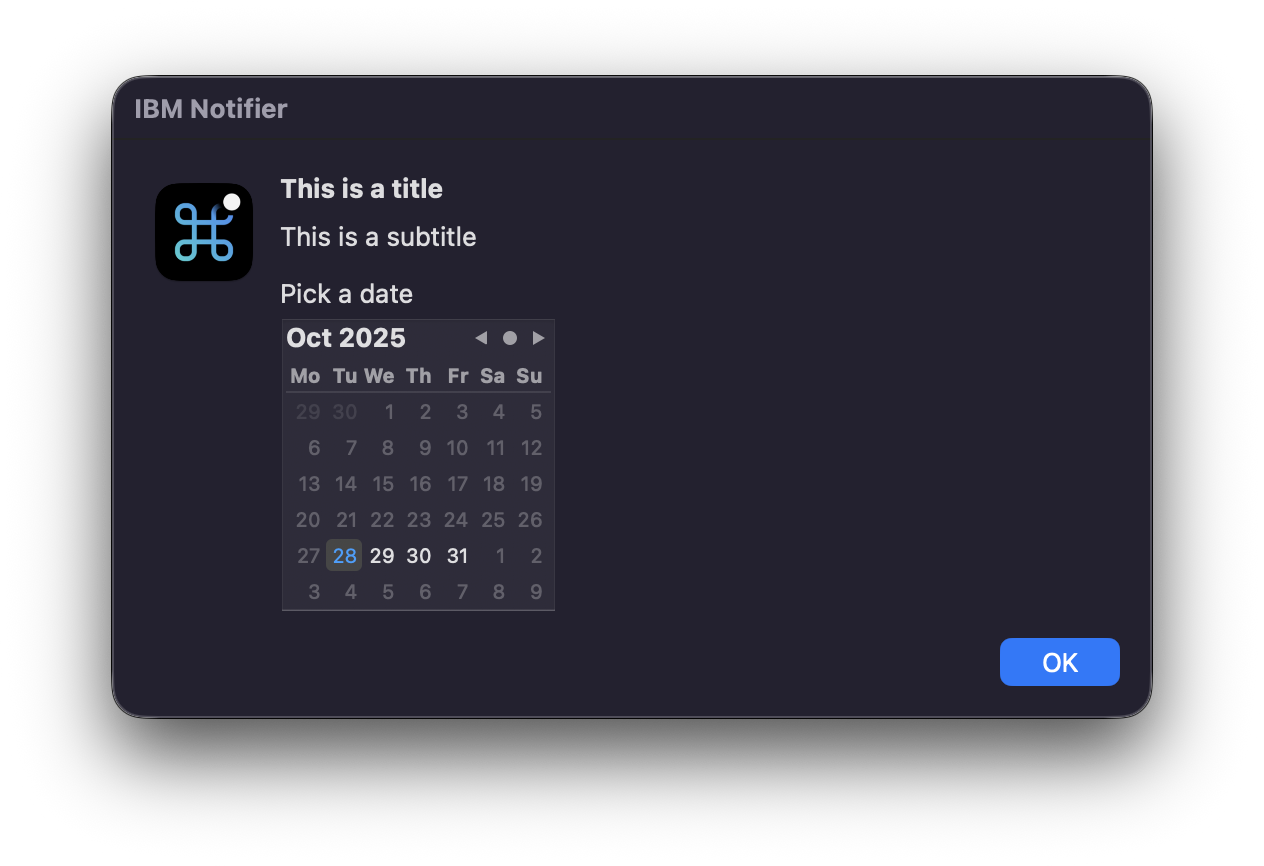 IBM Notifier
This is a title
This is a subtitle
Pick a date
Oct 2025
Mo Tu We Th Fr Sa Su
29 30 1 2 3 4 5
6 7 8 9 10 11 12
13 14 15 16 17 18 19
20 21 22 23 24 25 26
27 28 29 30 31 1 2
3 4 5 6 7 8 9
OK